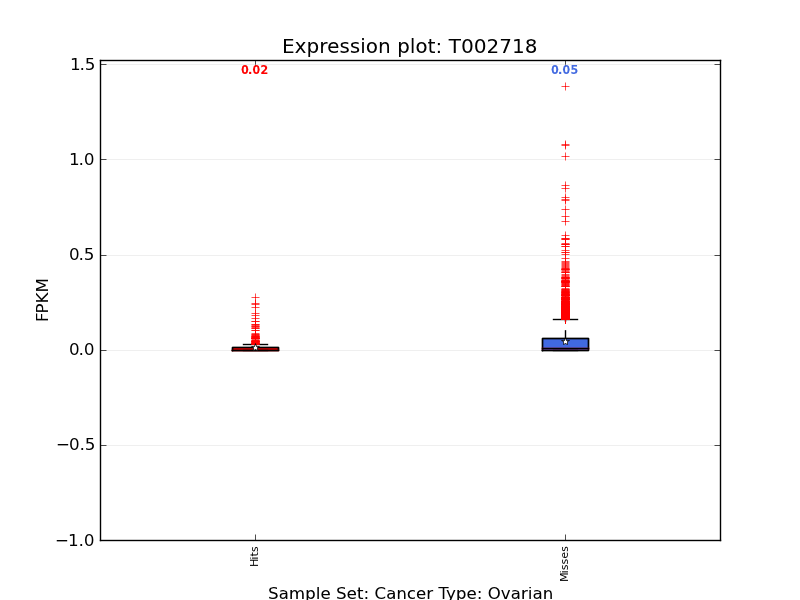 Expression plot: T002718
0.02
0.05
1.5
1.0
0.5
0.0
−0.5
−1.0
FPKM
Hits
Misses
Sample Set: Cancer Type: Ovarian